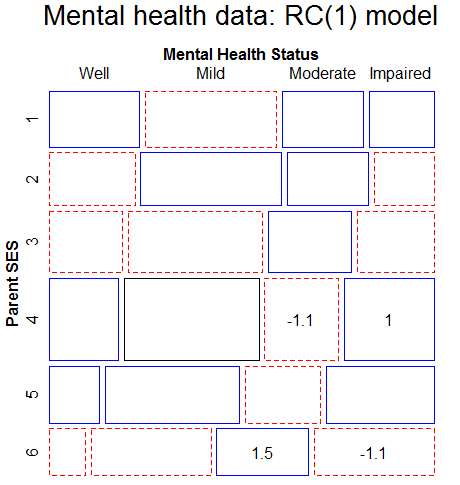 Mental health data: RC(1) model
Mental Health Status
Well Mild Moderate Impaired
Parent SES
1
2
3
4 -1.1 1
5
6 1.5 -1.1